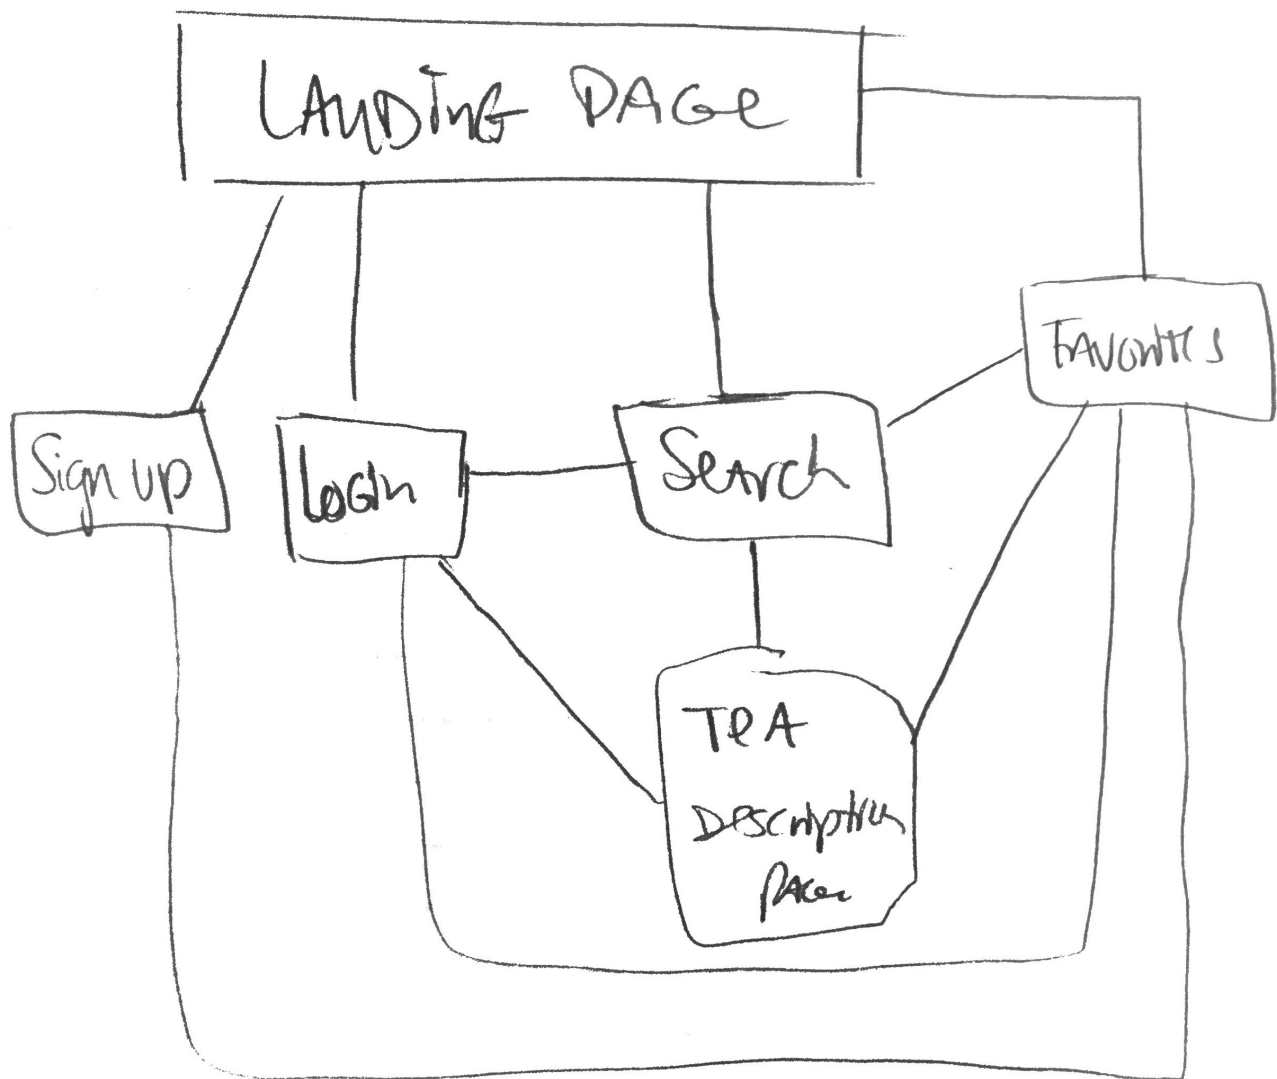 LANDING PAGE
FAVORITES
Sign up
LOGIN
Search
TeA
Description
PAGe